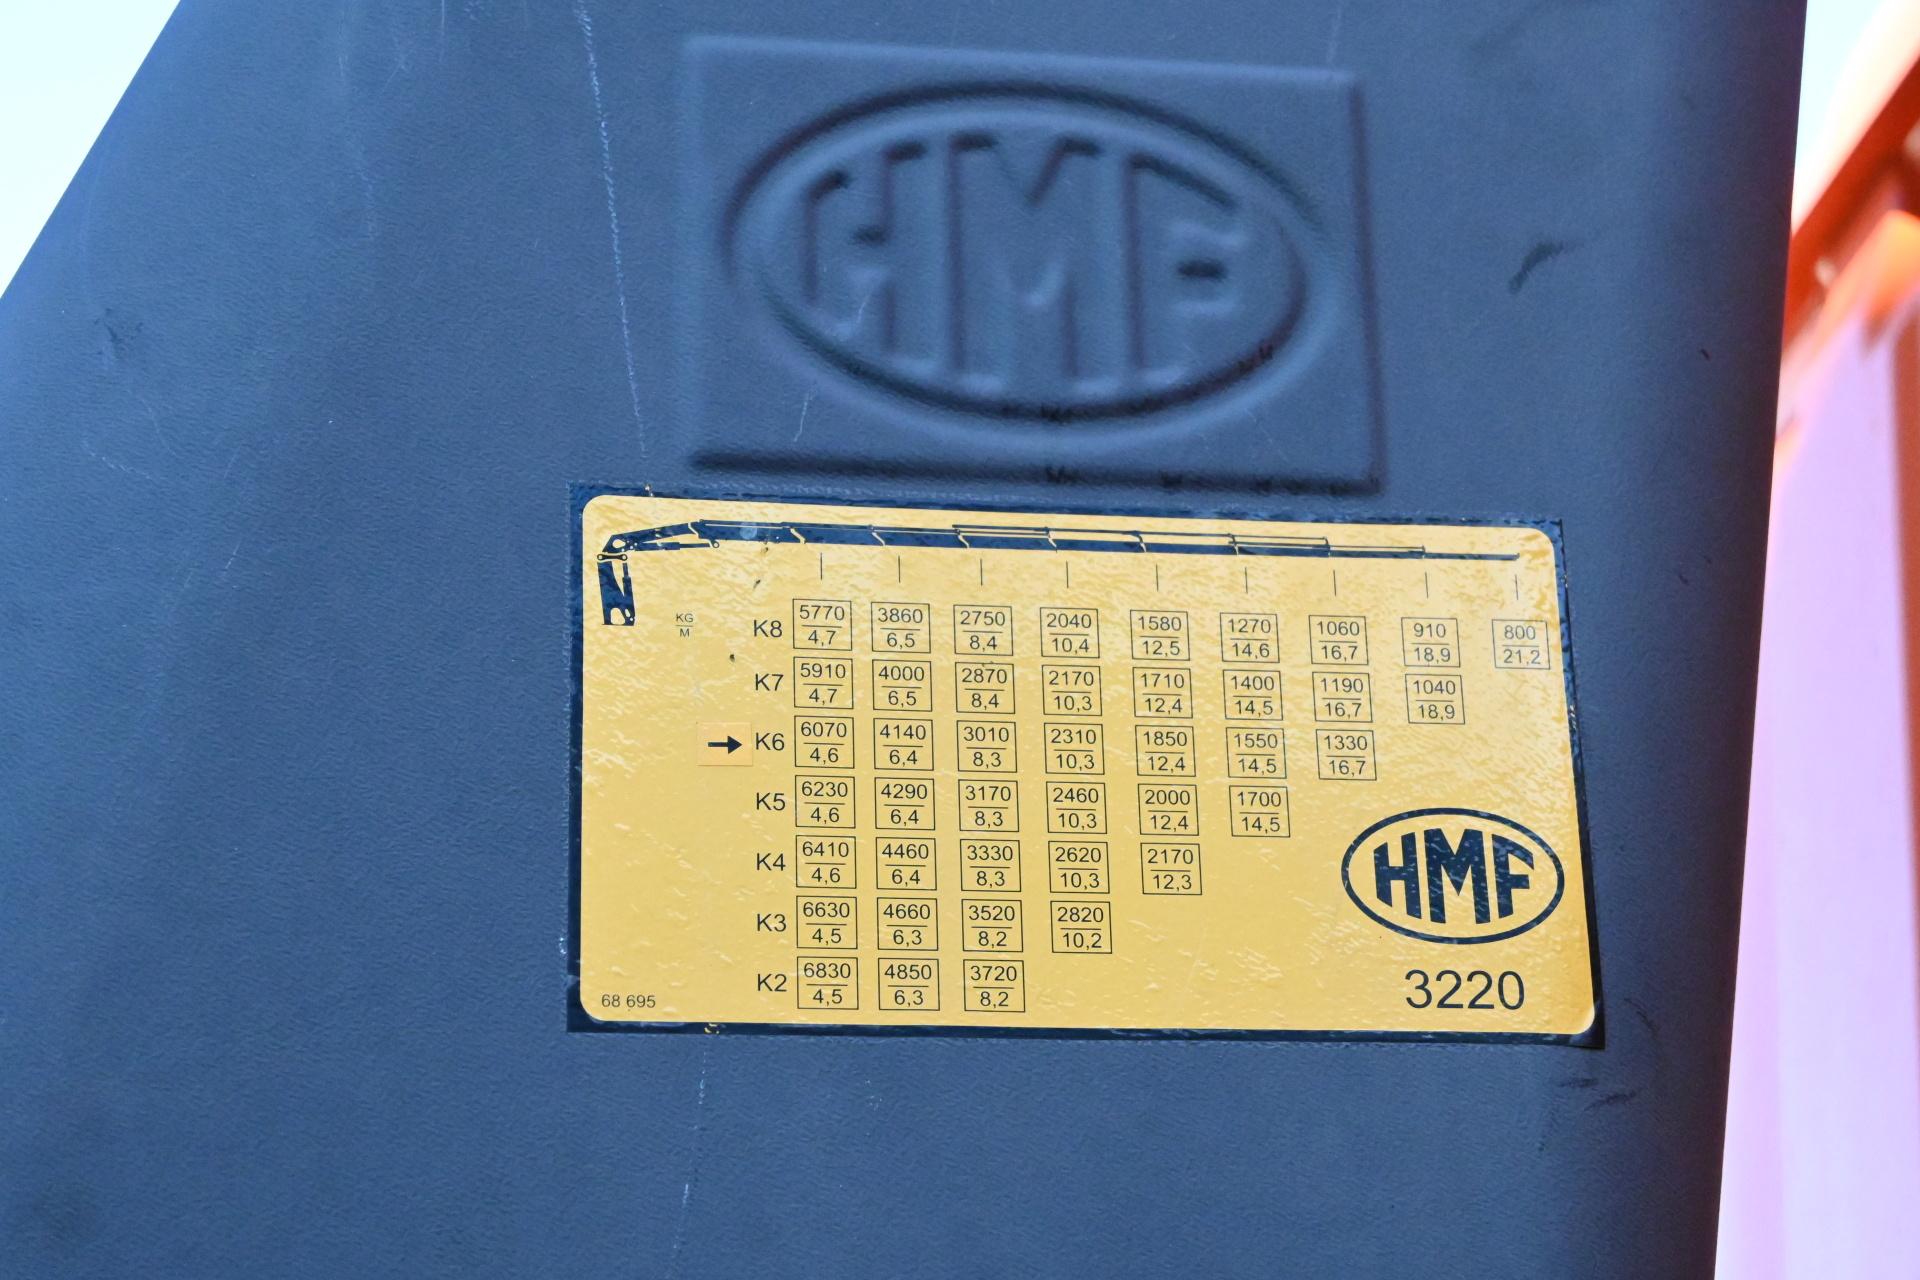 HMF
KG
M
K8 5770 3860 2750 2040 1580 1270 1060 910 800
4,7 6,5 8,4 10,4 12,5 14,6 16,7 18,9 21,2
K7 5910 4000 2870 2170 1710 1400 1190 1040
4,7 6,5 8,4 10,3 12,4 14,5 16,7 18,9
K6 6070 4140 3010 2310 1850 1550 1330
4,6 6,4 8,3 10,3 12,4 14,5 16,7
K5 6230 4290 3170 2460 2000 1700
4,6 6,4 8,3 10,3 12,4 14,5
K4 6410 4460 3330 2620 2170
4,6 6,4 8,3 10,3 12,3
K3 6630 4660 3520 2820
4,5 6,3 8,2 10,2
K2 6830 4850 3720
4,5 6,3 8,2
HMF
3220
68 695